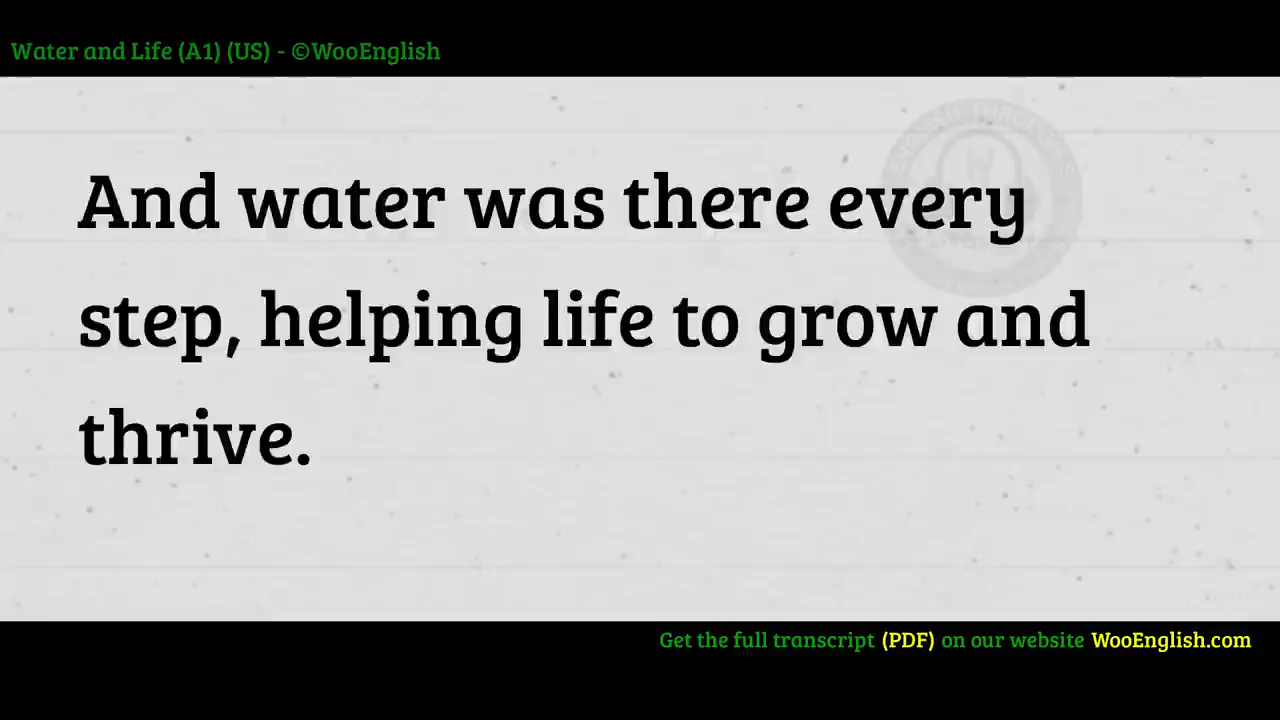 Water and Life (A1) (US) - ©WooEnglish
And water was there every
step, helping life to grow and
thrive.
Get the full transcript (PDF) on our website WooEnglish.com